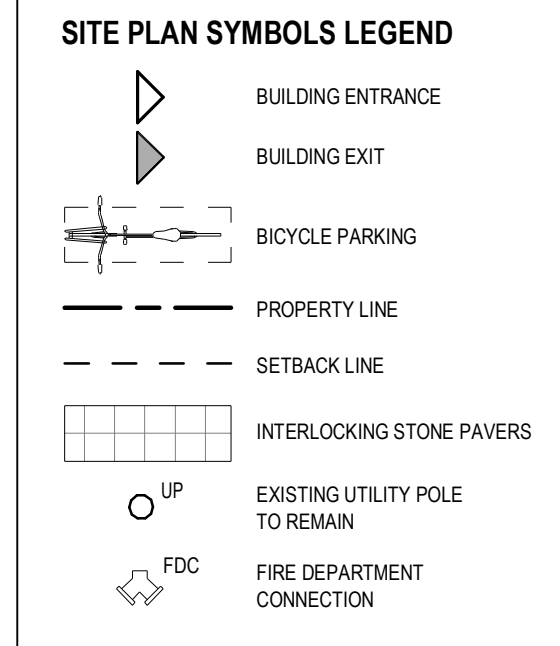 SITE PLAN SYMBOLS LEGEND
BUILDING ENTRANCE
BUILDING EXIT
BICYCLE PARKING
PROPERTY LINE
SETBACK LINE
INTERLOCKING STONE PAVERS
UP
EXISTING UTILITY POLE
TO REMAIN
FDC
FIRE DEPARTMENT
CONNECTION